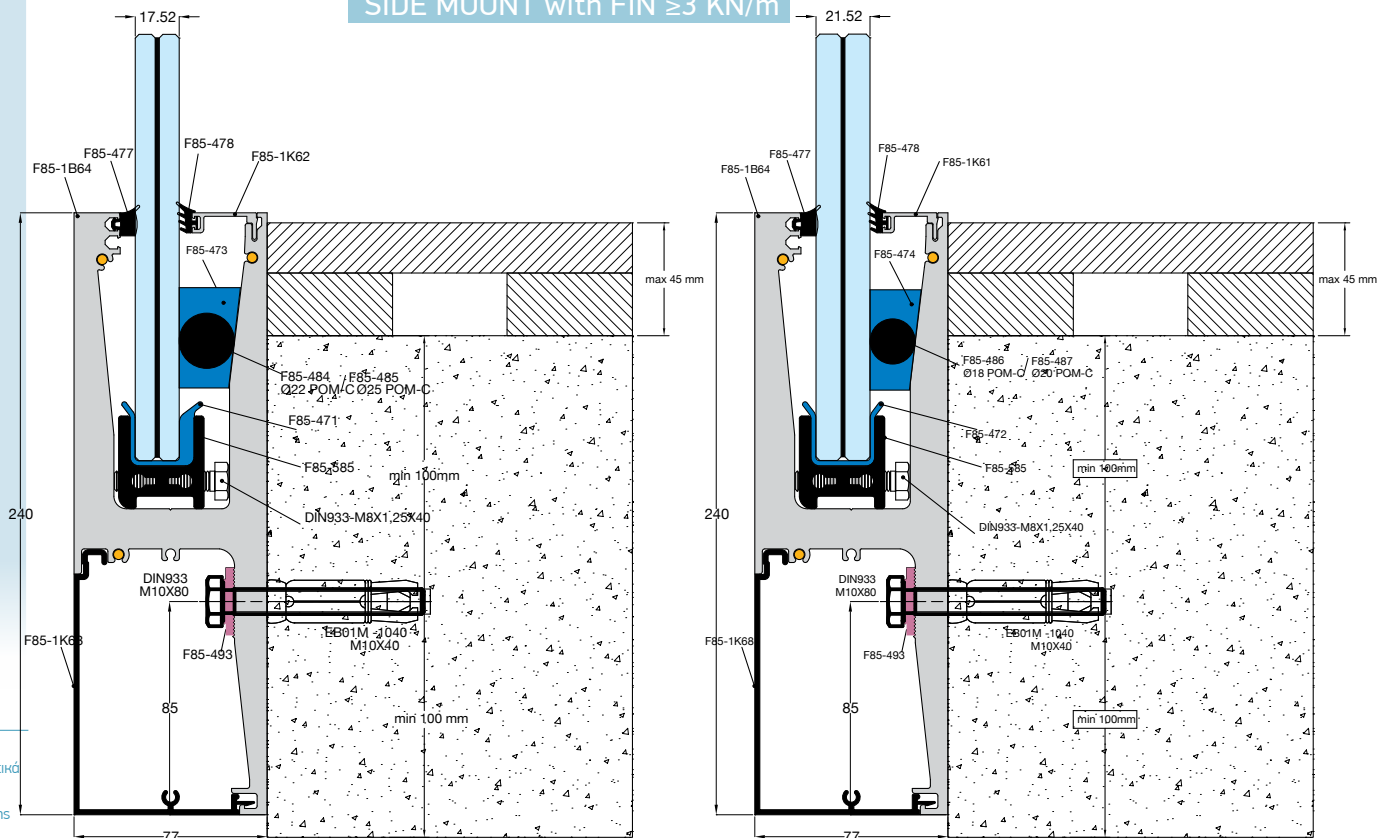 SIDE MOUNT with FIN ≥3 KN/m
17.52
F85-1B64
F85-477
F85-478
F85-1K62
F85-473
max 45 mm
F85-484 / F85-485
Ø22 POM-C Ø25 POM-C
F85-471
F85-585
min 100mm
DIN933-M8X1,25X40
240
DIN933
M10X80
EB01M -1040
M10X40
F85-1K68
F85-493
85
min 100 mm
77
21.52
F85-1B64
F85-477
F85-478
F85-1K61
F85-474
max 45 mm
F85-486 / F85-487
Ø18 POM-C Ø20 POM-C
F85-472
F85-585
min 100mm
DIN933-M8X1,25X40
240
DIN933
M10X80
EB01M -1040
M10X40
F85-1K68
F85-493
85
min 100mm
77